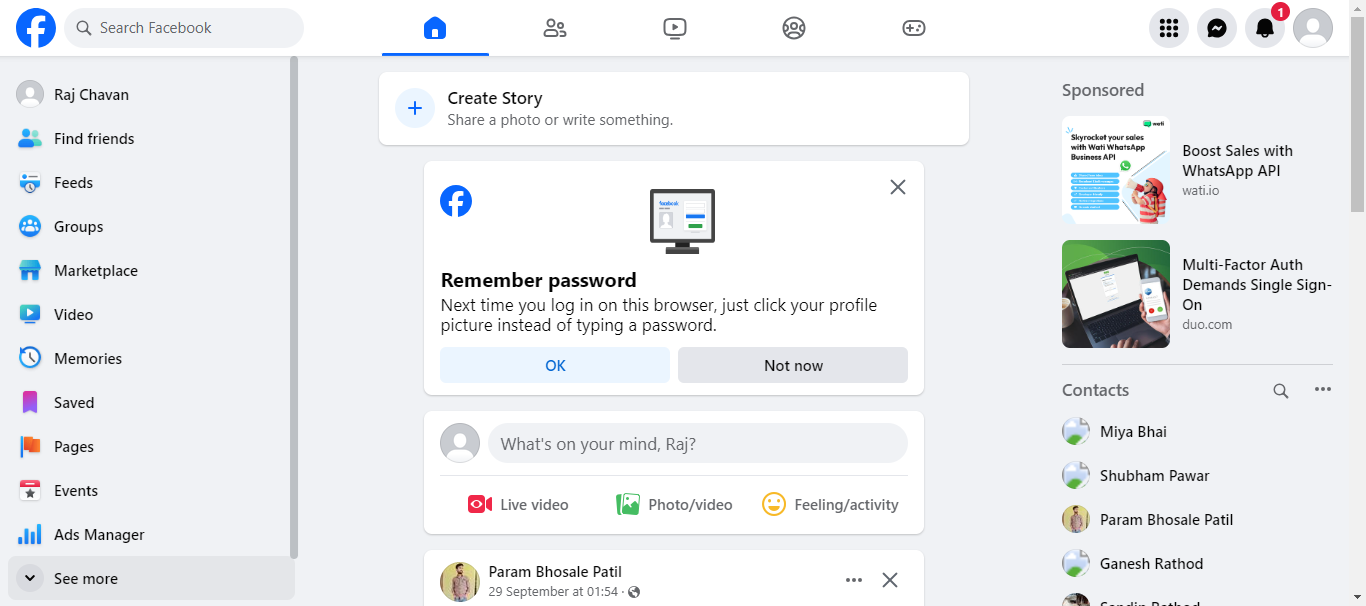 Search Facebook
1
Raj Chavan
Find friends
Feeds
Groups
Marketplace
Video
Memories
Saved
Pages
Events
Ads Manager
See more
Create Story
Share a photo or write something.
facebook
Remember password
Next time you log in on this browser, just click your profile
picture instead of typing a password.
OK
Not now
What's on your mind, Raj?
Live video
Photo/video
Feeling/activity
Param Bhosale Patil
29 September at 01:54 ·
Sponsored
wati
Skyrocket your sales
with Wati WhatsApp
Business API
Boost Sales with
WhatsApp API
wati.io
Multi-Factor Auth
Demands Single Sign-
On
duo.com
Contacts
Miya Bhai
Shubham Pawar
Param Bhosale Patil
Ganesh Rathod